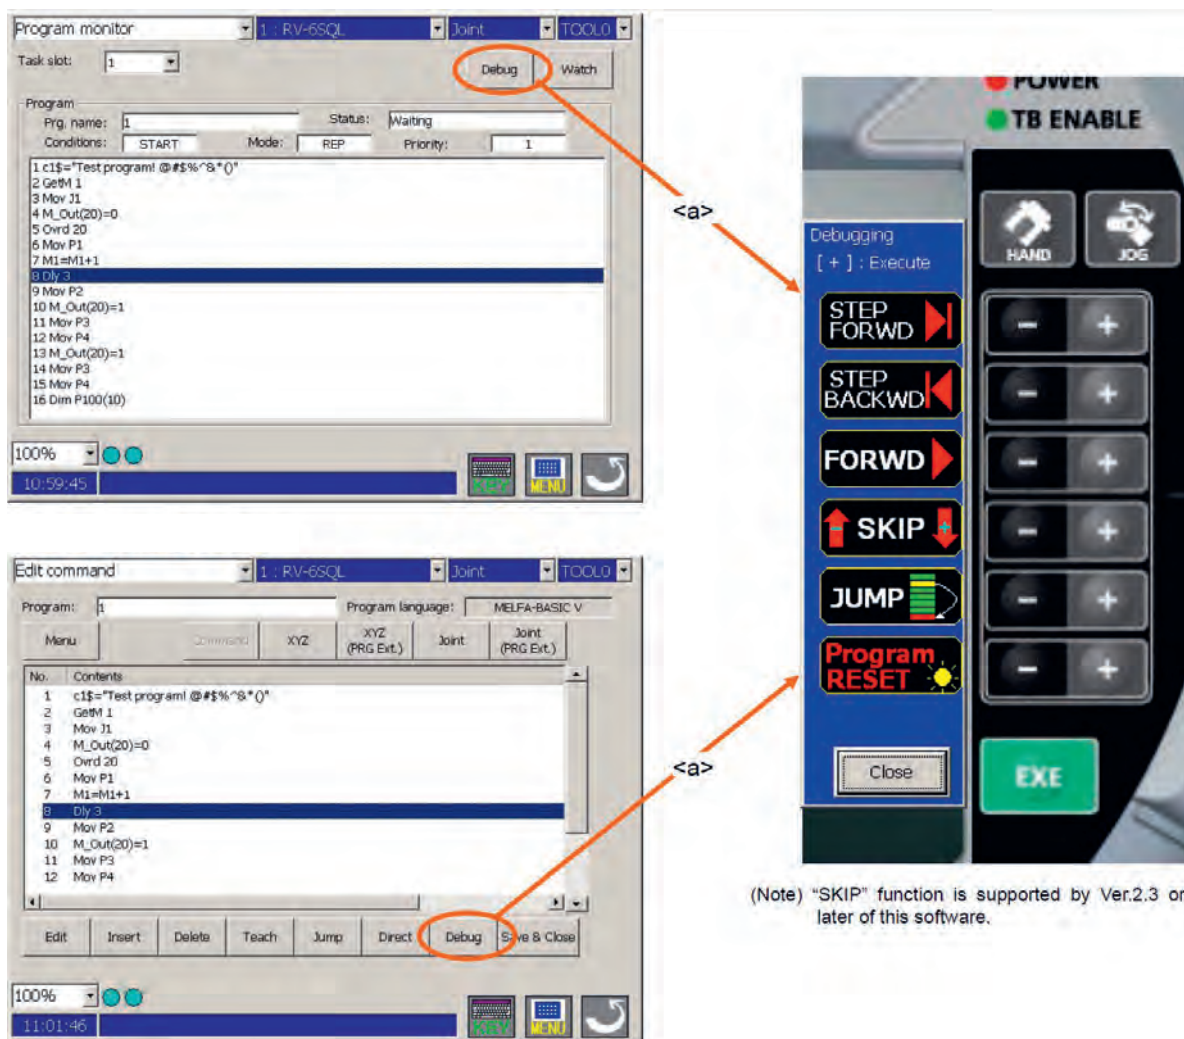 Program monitor 1 : RV-6SQL Joint TOOL0
Task slot: 1 Debug Watch
Program
Prg. name: 1 Status: Waiting
Conditions: START Mode: REP Priority: 1
1 c1$="Test program! @#$%^&*()"
2 GetM 1
3 Mov J1
4 M_Out(20)=0
5 Ovrd 20
6 Mov P1
7 M1=M1+1
8 Dly 3
9 Mov P2
10 M_Out(20)=1
11 Mov P3
12 Mov P4
13 M_Out(20)=1
14 Mov P3
15 Mov P4
16 Dim P100(10)
100%
10:59:45 KEY MENU
<a>
Edit command 1 : RV-6SQL Joint TOOL0
Program: 1 Program language: MELFA-BASIC V
Menu Command XYZ XYZ (PRG Ext.) Joint Joint (PRG Ext.)
No. Contents
1 c1$="Test program! @#$%^&*()"
2 GetM 1
3 Mov J1
4 M_Out(20)=0
5 Ovrd 20
6 Mov P1
7 M1=M1+1
8 Dly 3
9 Mov P2
10 M_Out(20)=1
11 Mov P3
12 Mov P4
Edit Insert Delete Teach Jump Direct Debug Save & Close
100%
11:01:46 KEY MENU
<a>
POWER
TB ENABLE
HAND JOG
Debugging
[ + ] : Execute
STEP
FORWD
- +
STEP
BACKWD
- +
FORWD
- +
- SKIP +
- +
JUMP
- +
Program
RESET
- +
Close
EXE
(Note) "SKIP" function is supported by Ver.2.3 or
later of this software.